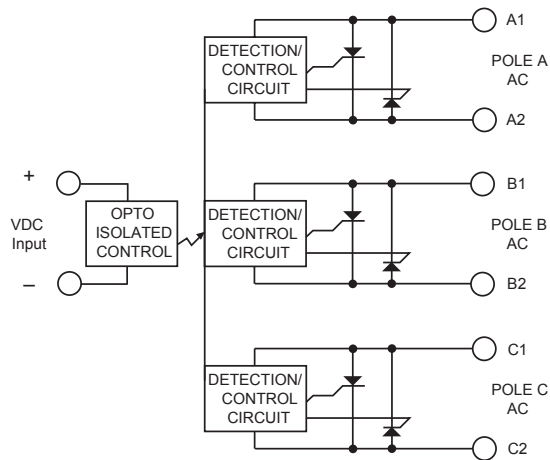 A1
DETECTION/
CONTROL
CIRCUIT
POLE A
AC
A2
+
VDC
Input
–
OPTO
ISOLATED
CONTROL
B1
DETECTION/
CONTROL
CIRCUIT
POLE B
AC
B2
C1
DETECTION/
CONTROL
CIRCUIT
POLE C
AC
C2